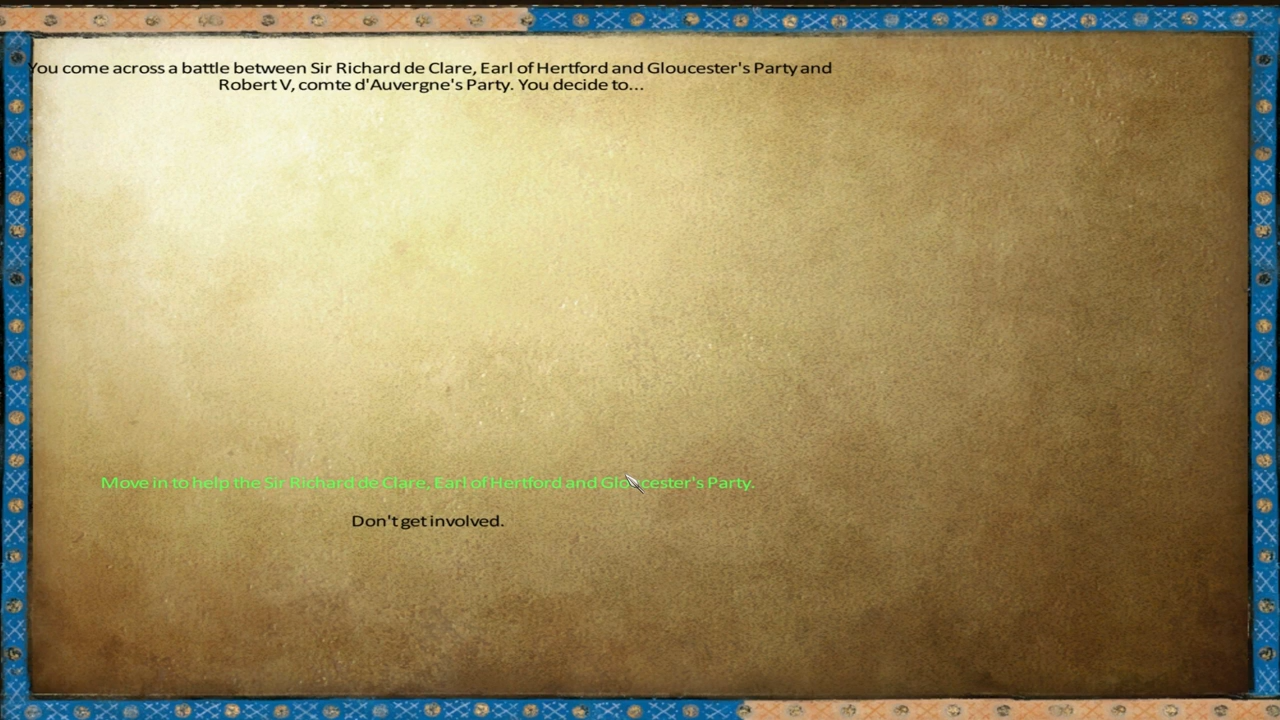 You come across a battle between Sir Richard de Clare, Earl of Hertford and Gloucester's Party and
Robert V, comte d'Auvergne's Party. You decide to...
Move in to help the Sir Richard de Clare, Earl of Hertford and Gloucester's Party.
Don't get involved.